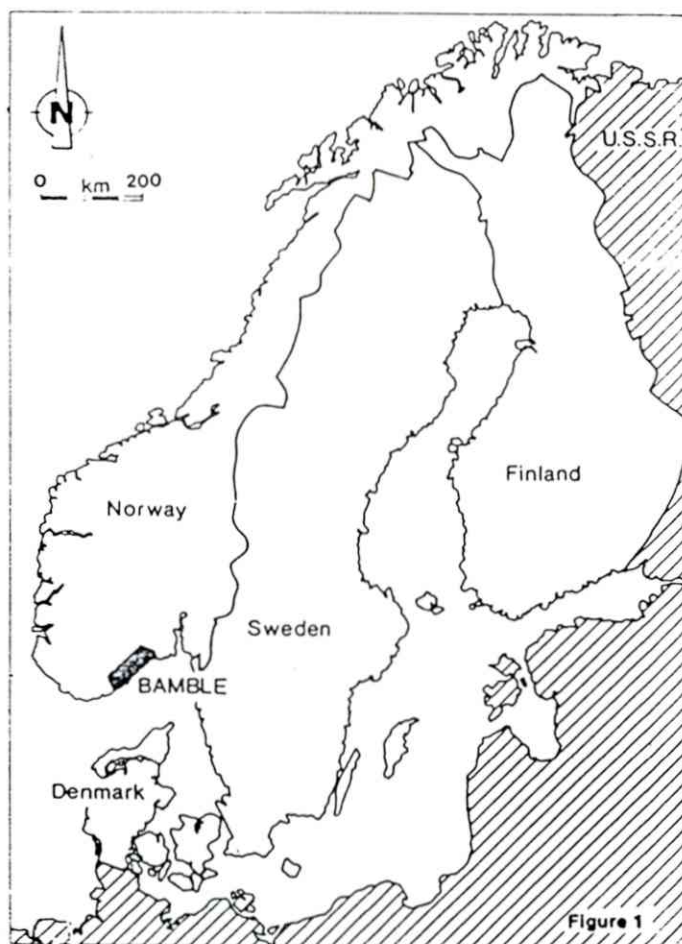 N
U.S.S.R.
0 km 200
Finland
Norway
Sweden
BAMBLE
Denmark
Figure 1